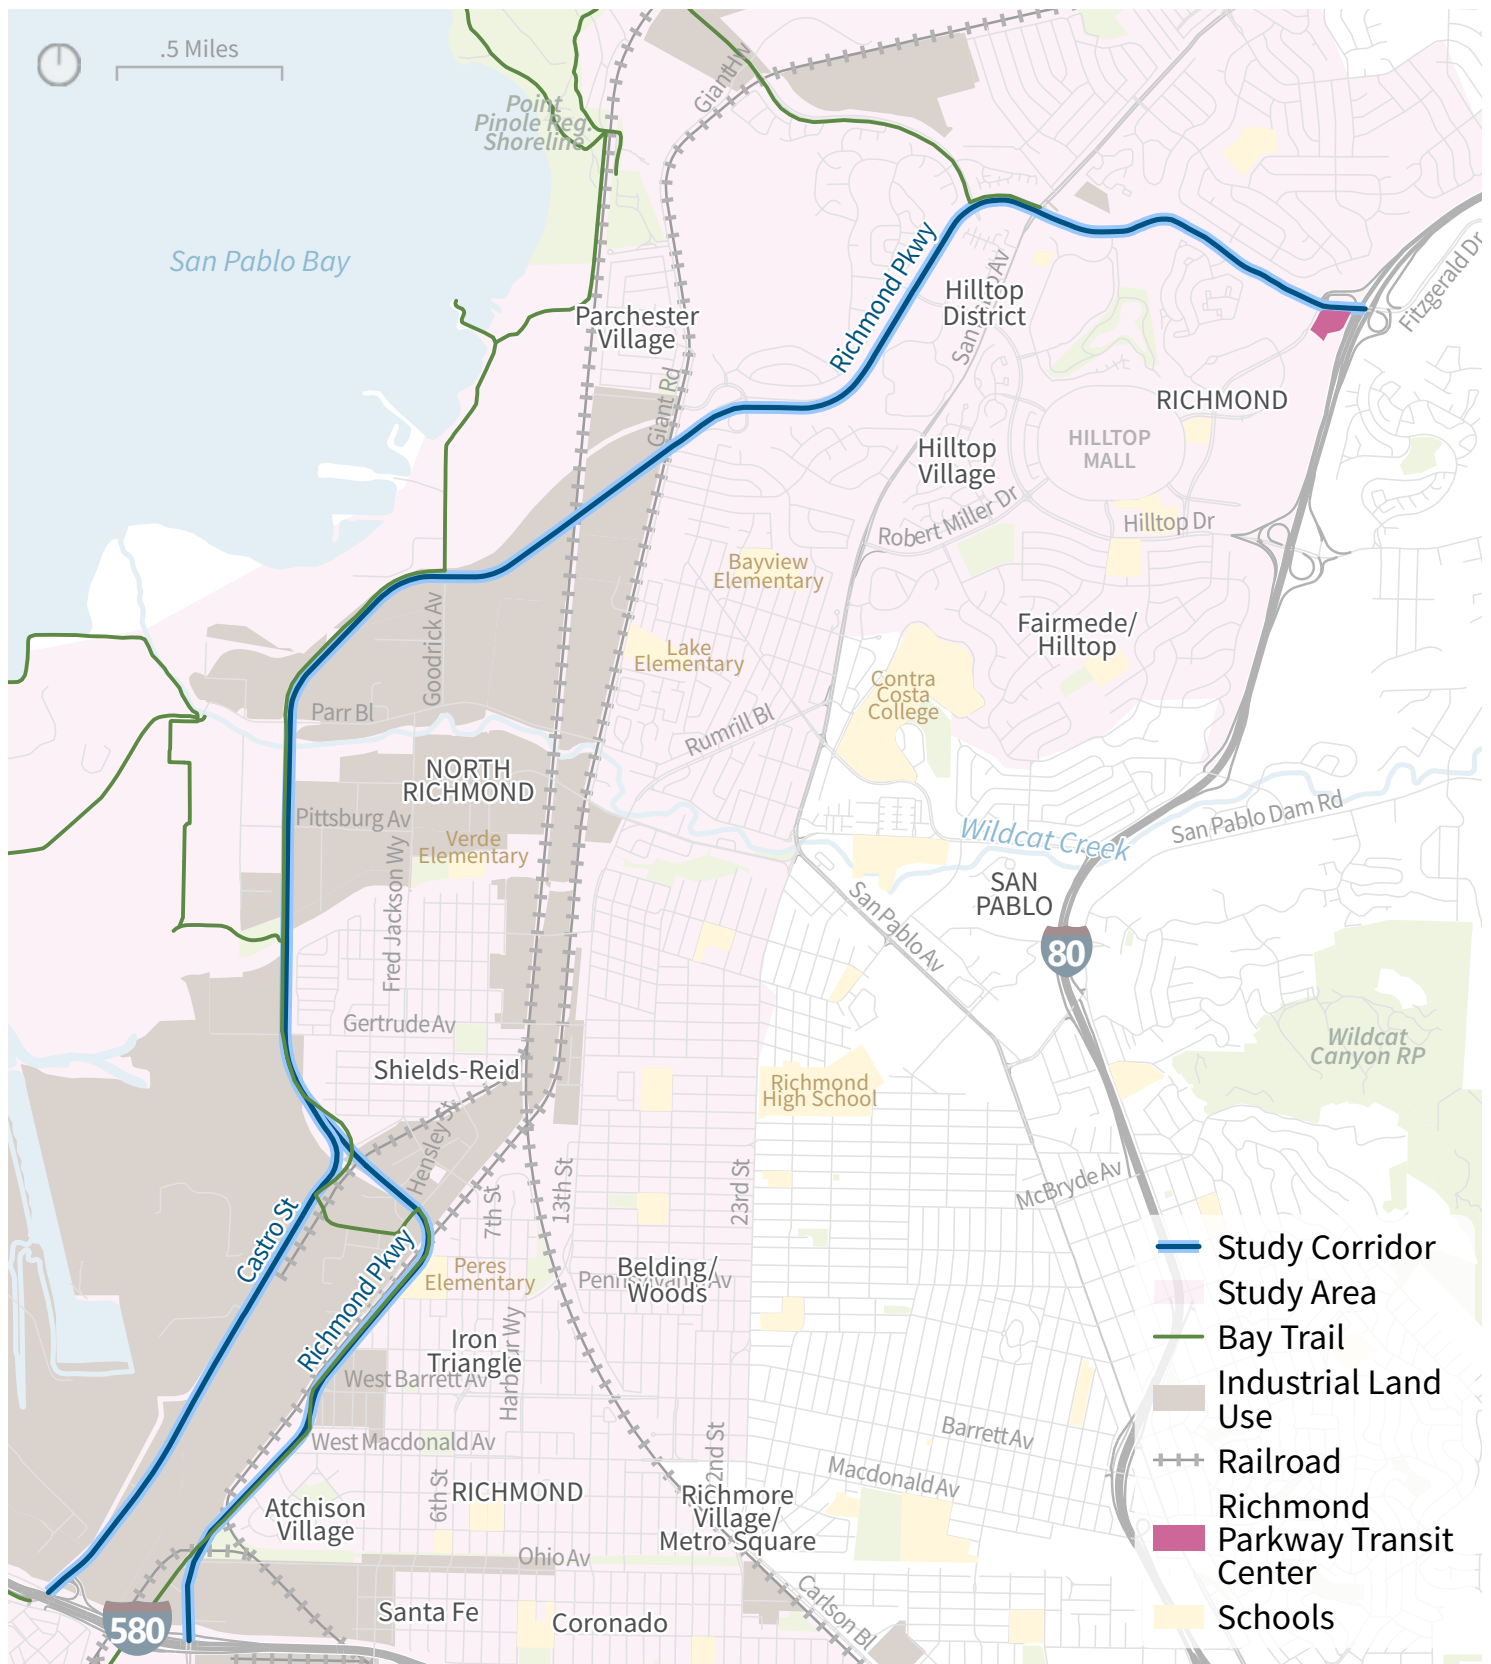 .5 Miles
Giant Hy
Point
Pinole Reg.
Shoreline
San Pablo Bay
Richmond Pkwy
Hilltop
District
Fitzgerald Dr
Parchester
Village
Giant Rd
RICHMOND
HILLTOP
MALL
Hilltop
Village
Robert Miller Dr
Hilltop Dr
Bayview
Elementary
Goodrick Av
Fairmede/
Hilltop
Lake
Elementary
Contra
Costa
College
Parr Bl
Rumrill Bl
NORTH
RICHMOND
Pittsburg Av
Verde
Elementary
Wildcat Creek
San Pablo Dam Rd
Fred Jackson Wy
SAN
PABLO
San Pablo Av
80
Gertrude Av
Wildcat
Canyon RP
Shields-Reid
Richmond
High School
Hensley St
McBryde Av
13th St
23rd St
7th St
Castro St
Richmond Pkwy
Peres
Elementary
Belding/
Woods
Iron
Triangle
Harbour Wy
West Barrett Av
West Macdonald Av
Barrett Av
Macdonald Av
6th St
RICHMOND
Richmore
Village/
Metro Square
Atchison
Village
Ohio Av
Carlson Bl
Santa Fe
Coronado
580
Study Corridor
Study Area
Bay Trail
Industrial Land
Use
Railroad
Richmond
Parkway Transit
Center
Schools